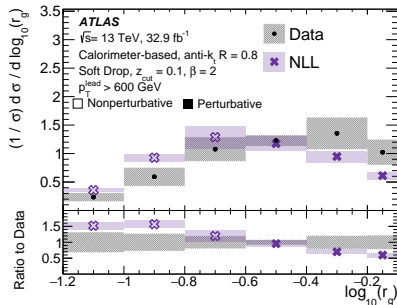 ATLAS
√s= 13 TeV, 32.9 fb⁻¹
Calorimeter-based, anti-kₜ R = 0.8
Soft Drop, z_cut = 0.1, β = 2
p_T^lead > 600 GeV
Nonperturbative Perturbative
Data
NLL
(1 / σ) d σ / d log₁₀(r_g)
2.5
2
1.5
1
0.5
Ratio to Data
1.5
1
0.5
−1.2 −1 −0.8 −0.6 −0.4 −0.2
log₁₀(r_g)